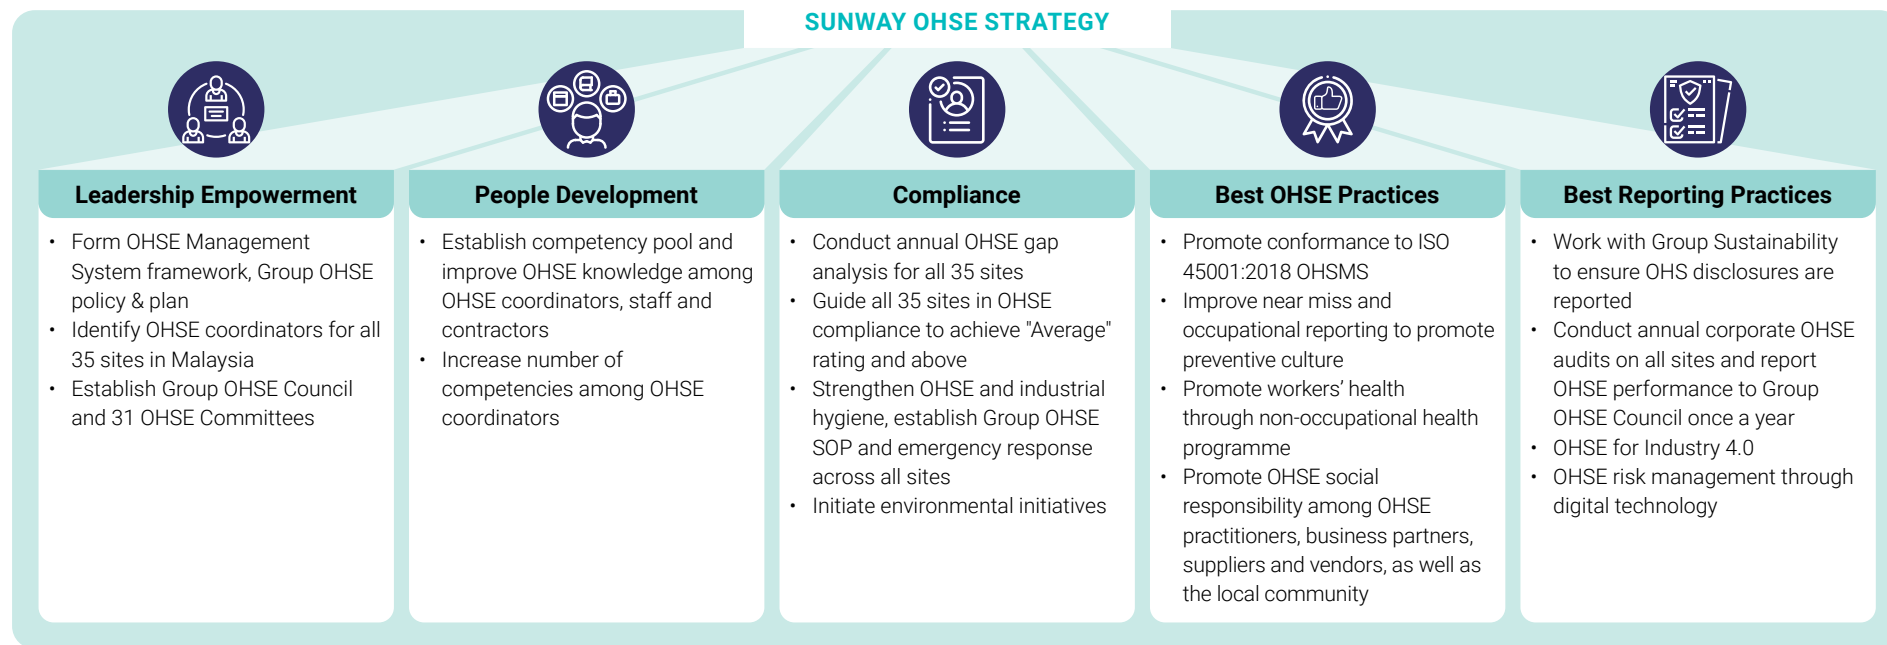 SUNWAY OHSE STRATEGY
Leadership Empowerment
• Form OHSE Management
System framework, Group OHSE
policy & plan
• Identify OHSE coordinators for all
35 sites in Malaysia
• Establish Group OHSE Council
and 31 OHSE Committees
People Development
• Establish competency pool and
improve OHSE knowledge among
OHSE coordinators, staff and
contractors
• Increase number of
competencies among OHSE
coordinators
Compliance
• Conduct annual OHSE gap
analysis for all 35 sites
• Guide all 35 sites in OHSE
compliance to achieve "Average"
rating and above
• Strengthen OHSE and industrial
hygiene, establish Group OHSE
SOP and emergency response
across all sites
• Initiate environmental initiatives
Best OHSE Practices
• Promote conformance to ISO
45001:2018 OHSMS
• Improve near miss and
occupational reporting to promote
preventive culture
• Promote workers’ health
through non-occupational health
programme
• Promote OHSE social
responsibility among OHSE
practitioners, business partners,
suppliers and vendors, as well as
the local community
Best Reporting Practices
• Work with Group Sustainability
to ensure OHS disclosures are
reported
• Conduct annual corporate OHSE
audits on all sites and report
OHSE performance to Group
OHSE Council once a year
• OHSE for Industry 4.0
• OHSE risk management through
digital technology